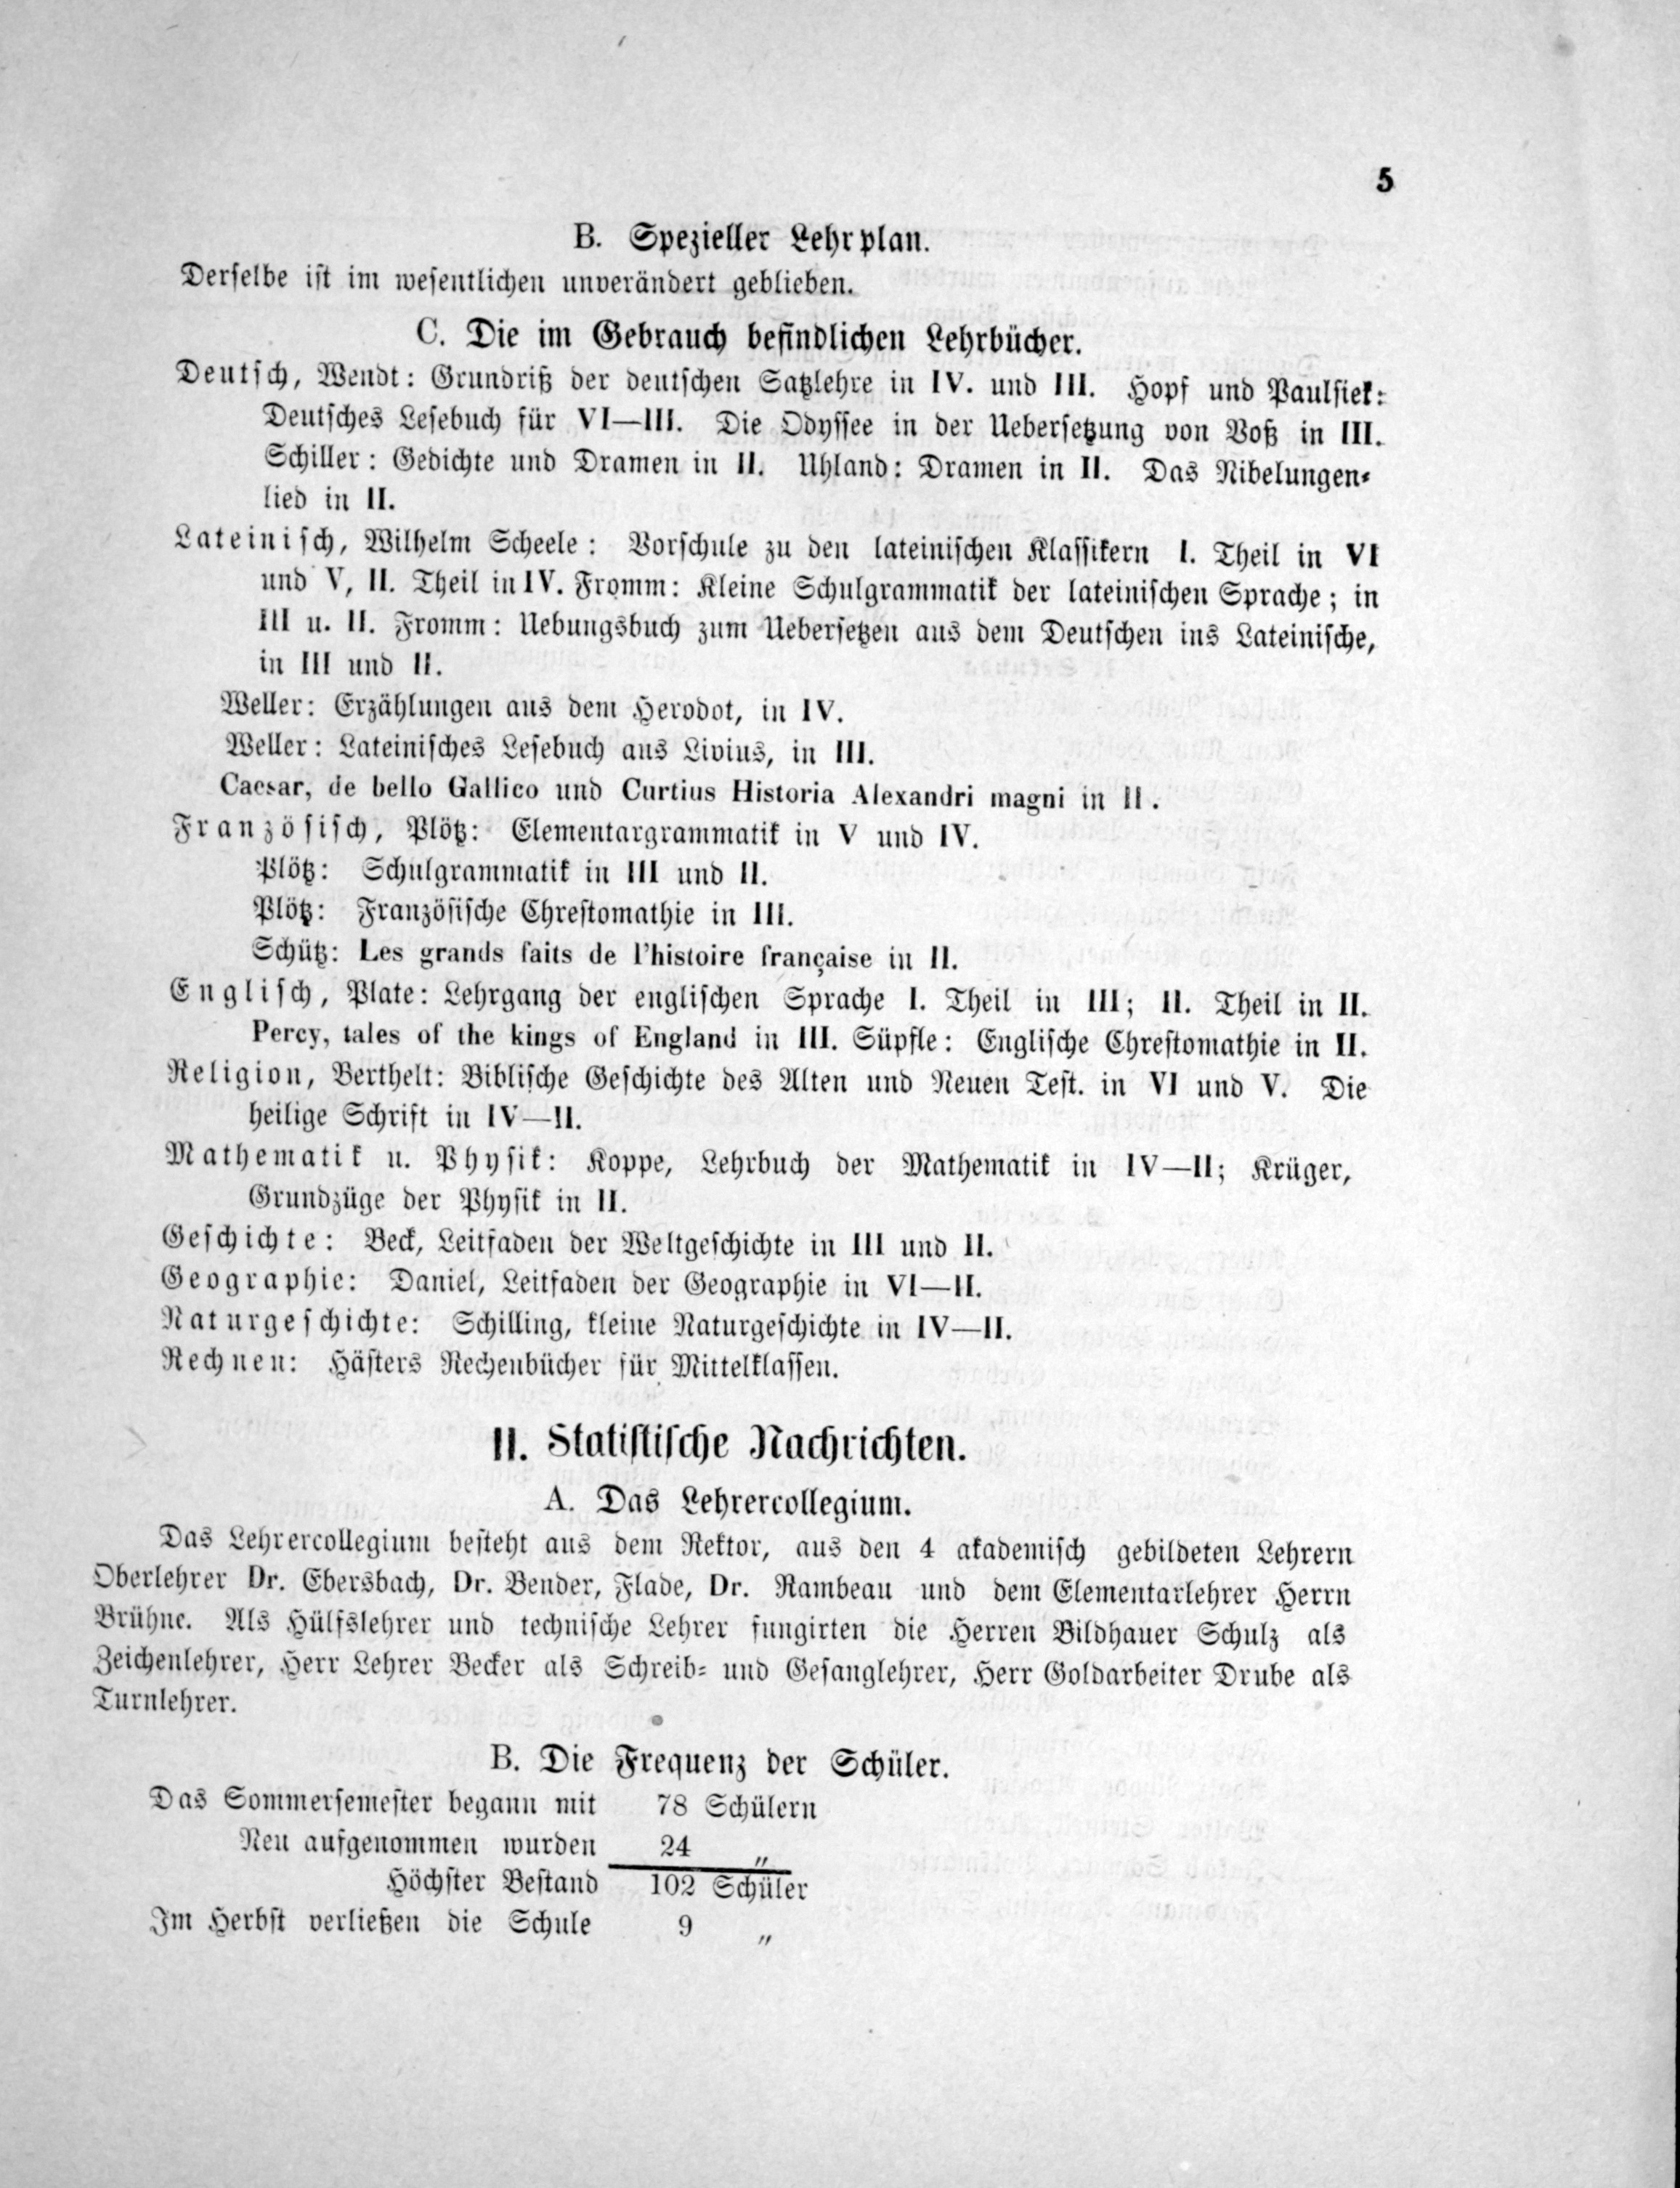 5
B. Spezieller Lehrplan.
Derselbe ist im wesentlichen unverändert geblieben.
C. Die im Gebrauch befindlichen Lehrbücher.
Deutsch, Wendt: Grundriß der deutschen Satzlehre in IV. und III. Hopf und Paulsiek:
Deutsches Lesebuch für VI—III. Die Odyssee in der Uebersetzung von Voß in III.
Schiller: Gedichte und Dramen in II. Uhland: Dramen in II. Das Nibelungen-
lied in II.
Lateinisch, Wilhelm Scheele: Vorschule zu den lateinischen Klassikern I. Theil in VI
und V, II. Theil in IV. Fromm: Kleine Schulgrammatik der lateinischen Sprache; in
III u. II. Fromm: Uebungsbuch zum Uebersetzen aus dem Deutschen ins Lateinische,
in III und II.
Weller: Erzählungen aus dem Herodot, in IV.
Weller: Lateinisches Lesebuch aus Livius, in III.
Caesar, de bello Gallico und Curtius Historia Alexandri magni in II.
Französisch, Plötz: Elementargrammatik in V und IV.
Plötz: Schulgrammatik in III und II.
Plötz: Französische Chrestomathie in III.
Schütz: Les grands faits de l'histoire française in II.
Englisch, Plate: Lehrgang der englischen Sprache I. Theil in III; II. Theil in II.
Percy, tales of the kings of England in III. Süpfle: Englische Chrestomathie in II.
Religion, Berthelt: Biblische Geschichte des Alten und Neuen Test. in VI und V. Die
heilige Schrift in IV—II.
Mathematik u. Physik: Koppe, Lehrbuch der Mathematik in IV—II; Krüger,
Grundzüge der Physik in II.
Geschichte: Beck, Leitfaden der Weltgeschichte in III und II.
Geographie: Daniel, Leitfaden der Geographie in VI—II.
Naturgeschichte: Schilling, kleine Naturgeschichte in IV—II.
Rechnen: Hästers Rechenbücher für Mittelklassen.
II. Statistische Nachrichten.
A. Das Lehrercollegium.
Das Lehrercollegium besteht aus dem Rektor, aus den 4 akademisch gebildeten Lehrern
Oberlehrer Dr. Ebersbach, Dr. Bender, Flade, Dr. Rambeau und dem Elementarlehrer Herrn
Brühne. Als Hülfslehrer und technische Lehrer fungirten die Herren Bildhauer Schulz als
Zeichenlehrer, Herr Lehrer Becker als Schreib- und Gesanglehrer, Herr Goldarbeiter Drube als
Turnlehrer.
B. Die Frequenz der Schüler.
Das Sommersemester begann mit 78 Schülern
Neu aufgenommen wurden 24 „
Höchster Bestand 102 Schüler
Im Herbst verließen die Schule 9 „